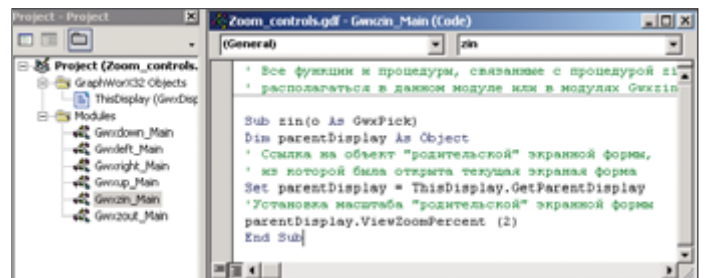 Project - Project
Project (Zoom_controls.
GraphWorX32 Objects
ThisDisplay (GwxDisp
Modules
Gwxdown_Main
Gwxleft_Main
Gwxright_Main
Gwxup_Main
Gwxzin_Main
Gwxzout_Main
Zoom_controls.gdf - Gwxzin_Main (Code)
(General)
zin
' Все функции и процедуры, связанные с процедурой zi
' располагаться в данном модуле или в модулях Gwxzin
Sub zin(o As GwxPick)
Dim parentDisplay As Object
' Ссылка на объект "родительской" экранной формы,
' из которой была открыта текущая экраная форма
Set parentDisplay = ThisDisplay.GetParentDisplay
'Установка масштаба "родительской" экранной формы
parentDisplay.ViewZoomPercent (2)
End Sub